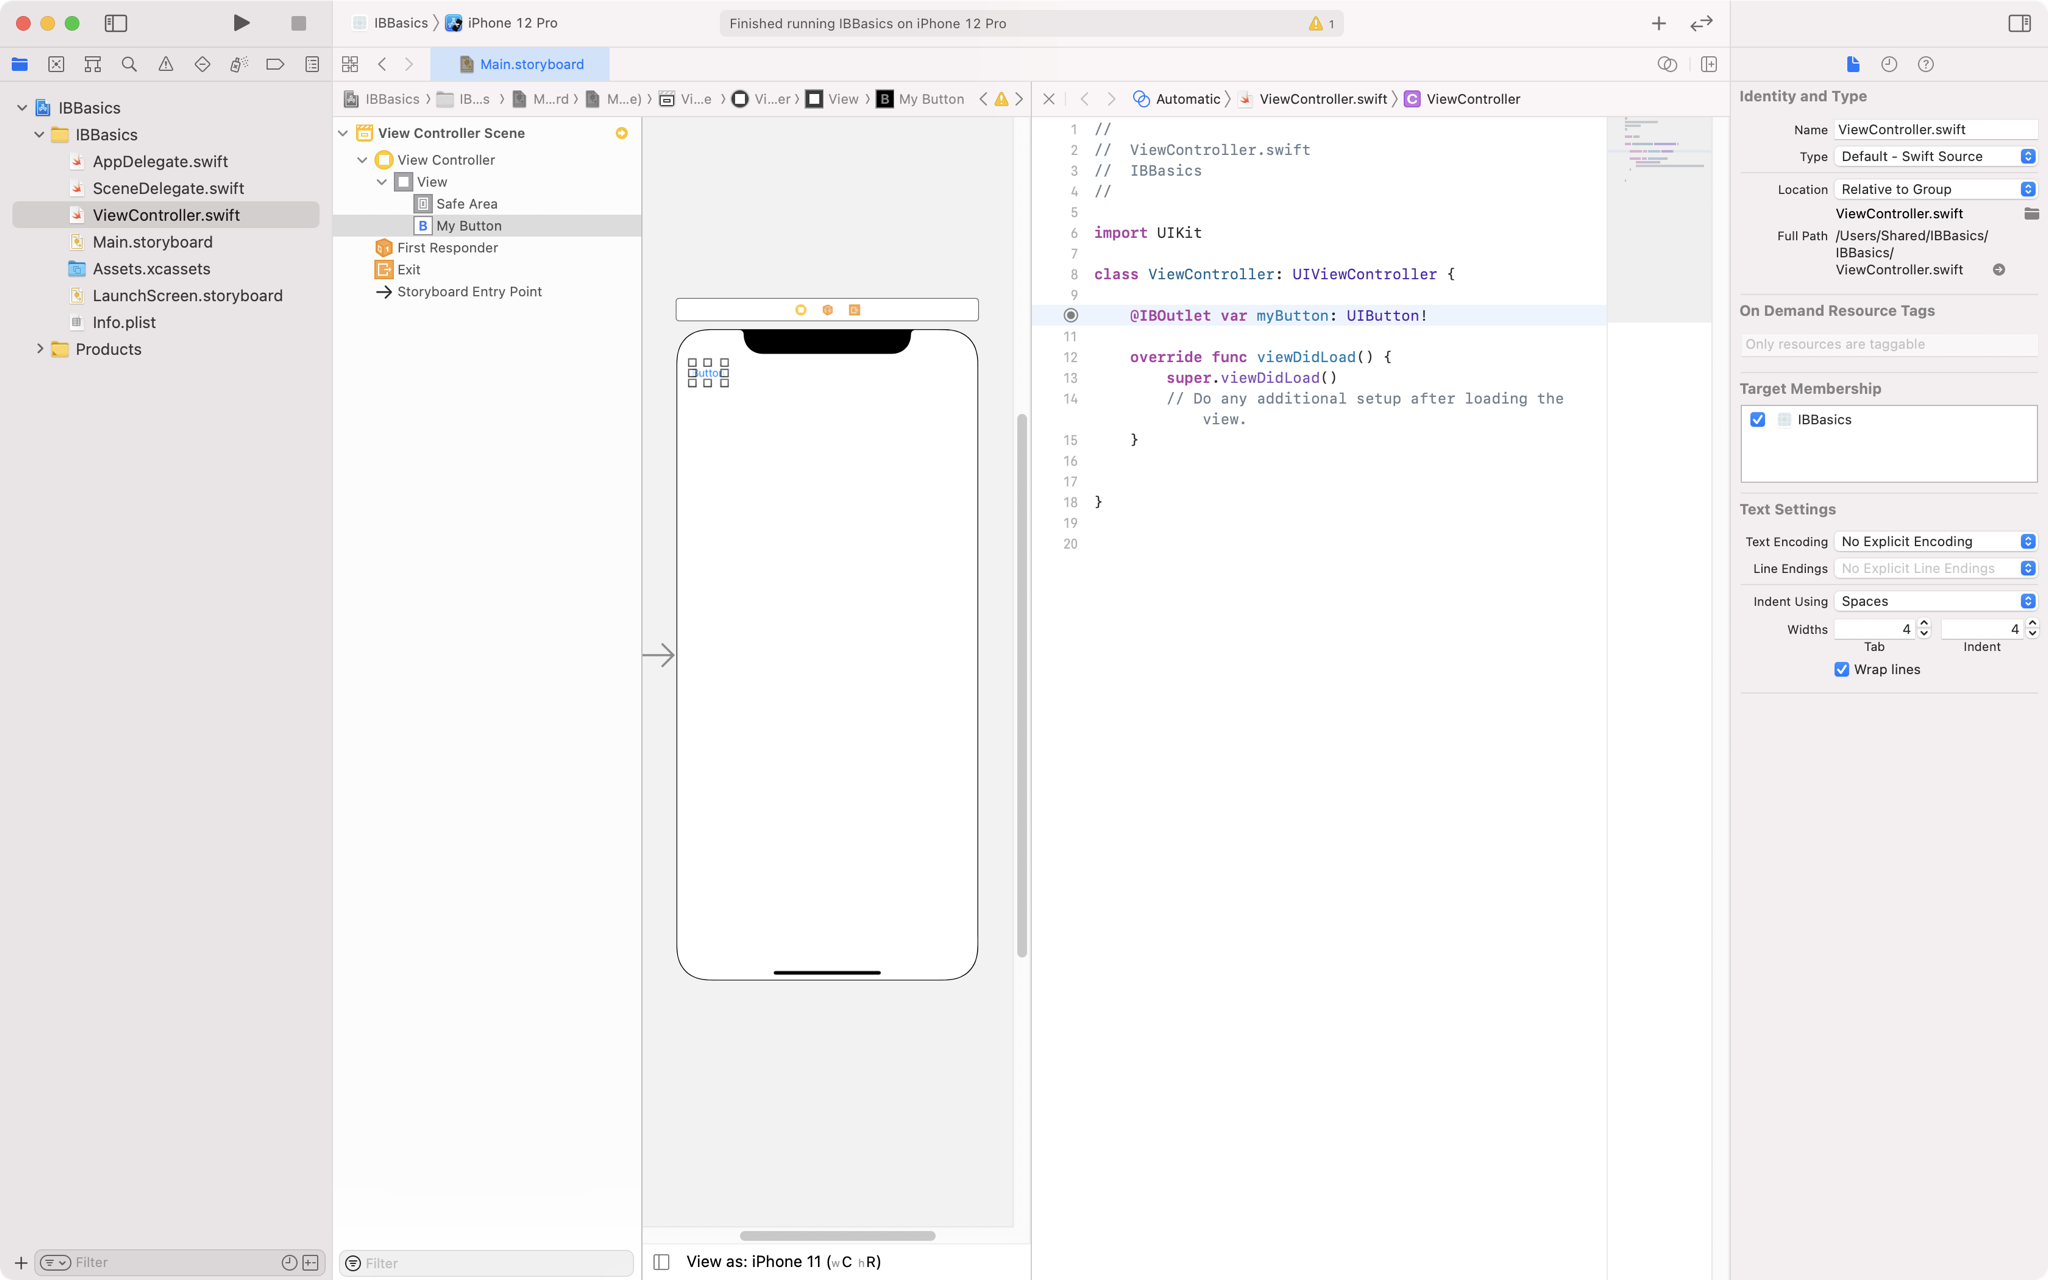 IBBasics iPhone 12 Pro
Finished running IBBasics on iPhone 12 Pro
1
Main.storyboard
IBBasics
IBBasics
AppDelegate.swift
SceneDelegate.swift
ViewController.swift
Main.storyboard
Assets.xcassets
LaunchScreen.storyboard
Info.plist
Products
Filter
IBBasics IB...s M...rd M...e) Vi...e Vi...er View B My Button
View Controller Scene
View Controller
View
Safe Area
B My Button
First Responder
Exit
Storyboard Entry Point
Filter
View as: iPhone 11 (wC hR)
Automatic ViewController.swift C ViewController
1 //
2 //  ViewController.swift
3 //  IBBasics
4 //
5
6 import UIKit
7
8 class ViewController: UIViewController {
9
@IBOutlet var myButton: UIButton!
11
12 override func viewDidLoad() {
13 super.viewDidLoad()
14 // Do any additional setup after loading the
view.
15 }
16
17
18 }
19
20
Identity and Type
Name ViewController.swift
Type Default - Swift Source
Location Relative to Group
ViewController.swift
Full Path /Users/Shared/IBBasics/
IBBasics/
ViewController.swift
On Demand Resource Tags
Only resources are taggable
Target Membership
IBBasics
Text Settings
Text Encoding No Explicit Encoding
Line Endings No Explicit Line Endings
Indent Using Spaces
Widths 4 4
Tab Indent
Wrap lines